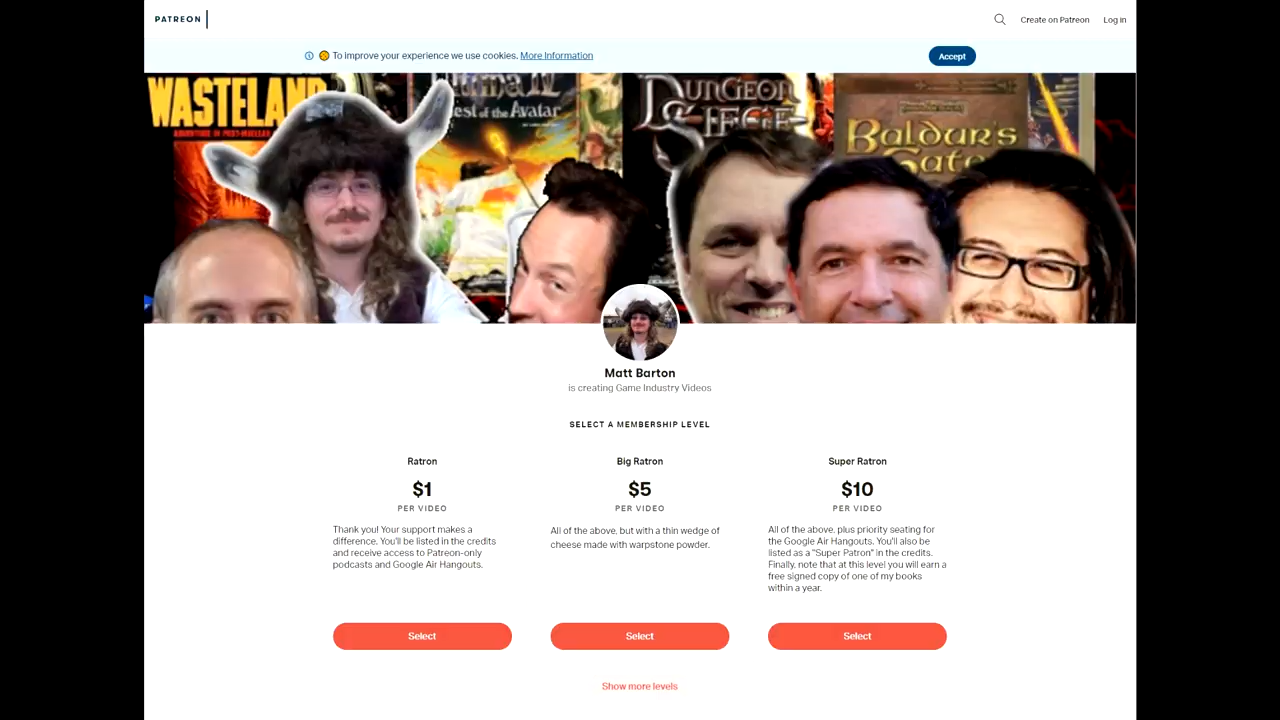 PATREON
Create on Patreon
Log in
To improve your experience we use cookies. More Information
Accept
WASTELAND
est of the Avatar
DUNGEON
SIEGE
Baldur's
Gate
Matt Barton
is creating Game Industry Videos
SELECT A MEMBERSHIP LEVEL
Ratron
$1
PER VIDEO
Thank you! Your support makes a
difference. You'll be listed in the credits
and receive access to Patreon-only
podcasts and Google Air Hangouts.
Select
Big Ratron
$5
PER VIDEO
All of the above, but with a thin wedge of
cheese made with warpstone powder.
Select
Super Ratron
$10
PER VIDEO
All of the above, plus priority seating for
the Google Air Hangouts. You'll also be
listed as a "Super Patron" in the credits.
Finally, note that at this level you will earn a
free signed copy of one of my books
within a year.
Select
Show more levels